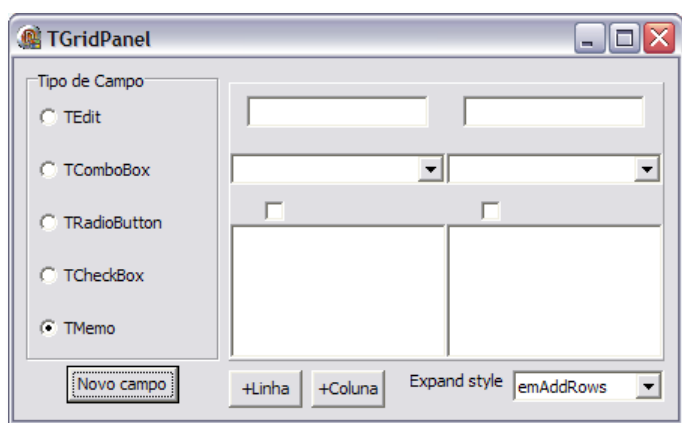 TGridPanel
Tipo de Campo
TEdit
TComboBox
TRadioButton
TCheckBox
TMemo
Novo campo
+Linha
+Coluna
Expand style
emAddRows